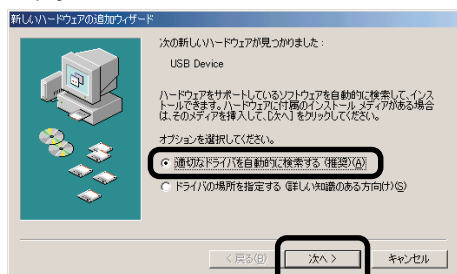 新しいハードウェアの追加ウィザード
次の新しいハードウェアが見つかりました:
USB Device
ハードウェアをサポートしているソフトウェアを自動的に検索して、インス
トールできます。ハードウェアに付属のインストール メディアがある場合
は、そのメディアを挿入して、[次へ] をクリックしてください。
オプションを選択してください。
適切なドライバを自動的に検索する (推奨)(A)
ドライバの場所を指定する (詳しい知識のある方向け)(S)
< 戻る(B)
次へ >
キャンセル